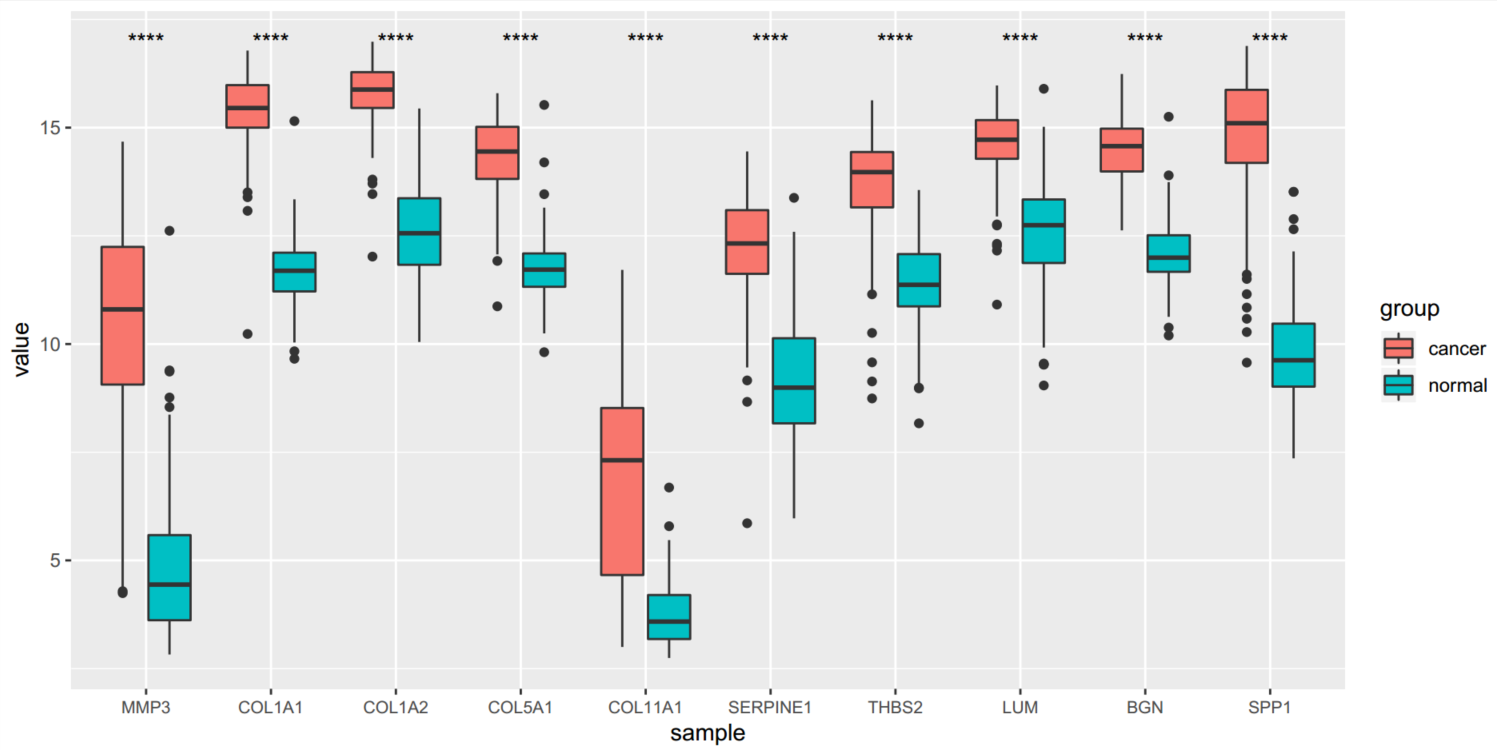 **** **** **** **** **** **** **** **** **** ****
15
10
5
value
MMP3 COL1A1 COL1A2 COL5A1 COL11A1 SERPINE1 THBS2 LUM BGN SPP1
sample
group
cancer
normal